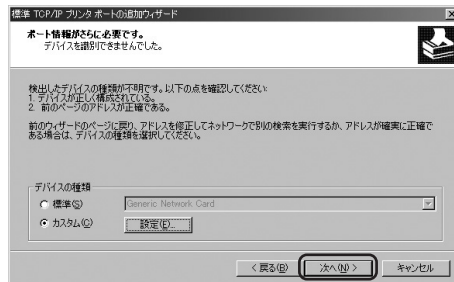 標準 TCP/IP プリンタ ポートの追加ウィザード
ポート情報がさらに必要です。
デバイスを識別できませんでした。
検出したデバイスの種類が不明です。以下の点を確認してください:
1. デバイスが正しく構成されている。
2. 前のページのアドレスが正確である。
前のウィザードのページに戻り、アドレスを修正してネットワークで別の検索を実行するか、アドレスが確実に正確で
ある場合は、デバイスの種類を選択してください。
デバイスの種類
標準(S)
Generic Network Card
カスタム(C)
設定(E)...
< 戻る(B)
次へ(N) >
キャンセル